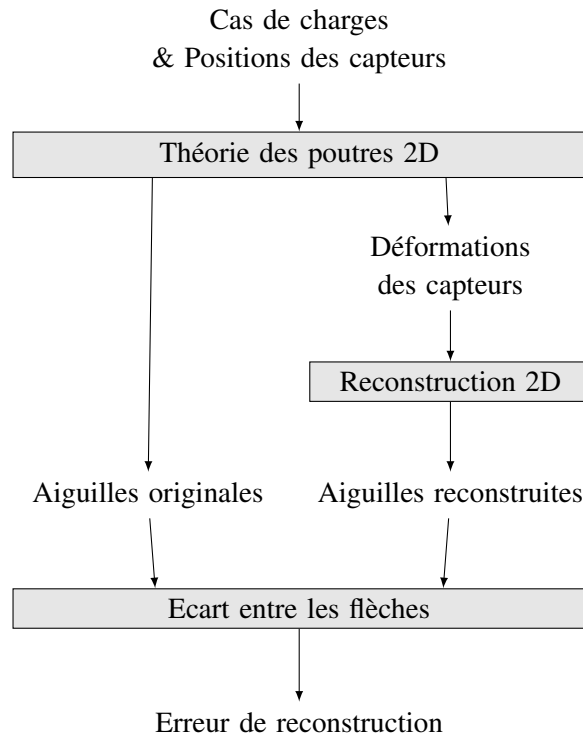 Cas de charges
& Positions des capteurs
Théorie des poutres 2D
Déformations
des capteurs
Reconstruction 2D
Aiguilles originales
Aiguilles reconstruites
Ecart entre les flèches
Erreur de reconstruction